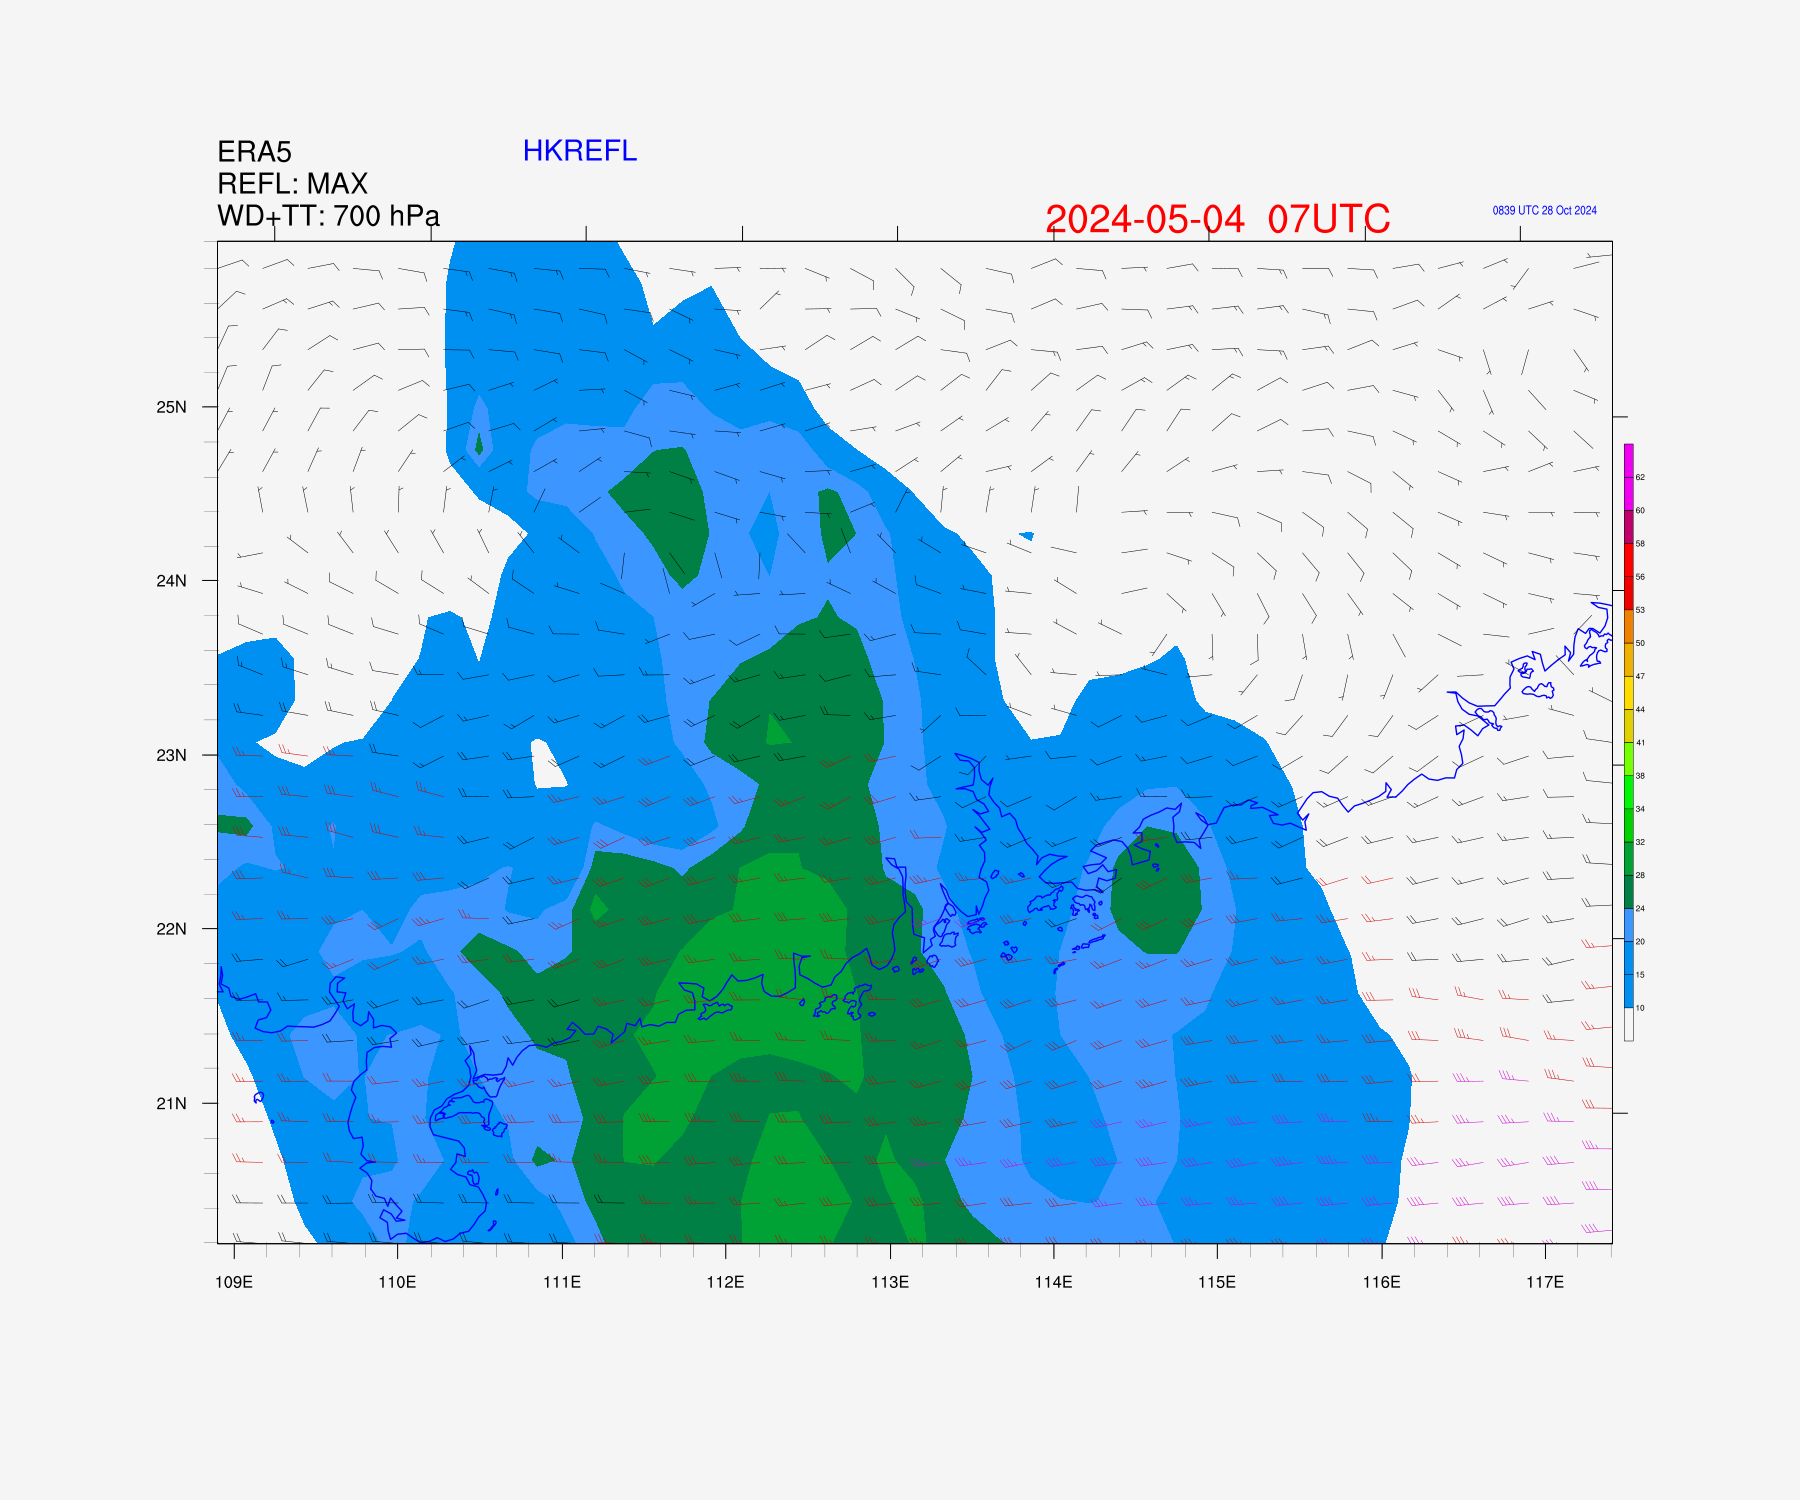 ERA5
HKREFL
REFL: MAX
WD+TT: 700 hPa
2024-05-04 07UTC
0839 UTC 28 Oct 2024
25N
24N
23N
22N
21N
62
60
58
56
53
50
47
44
41
38
34
32
28
24
20
15
10
109E 110E 111E 112E 113E 114E 115E 116E 117E